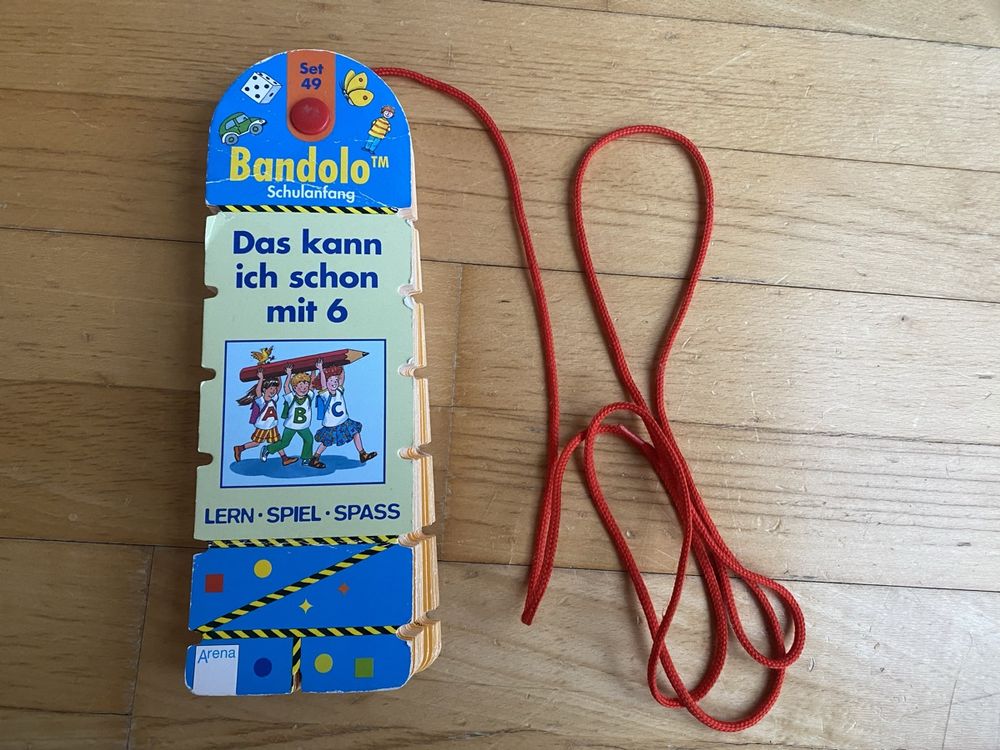 Set
49
Bandolo™
Schulanfang
Das kann
ich schon
mit 6
A B C
LERN · SPIEL · SPASS
Arena